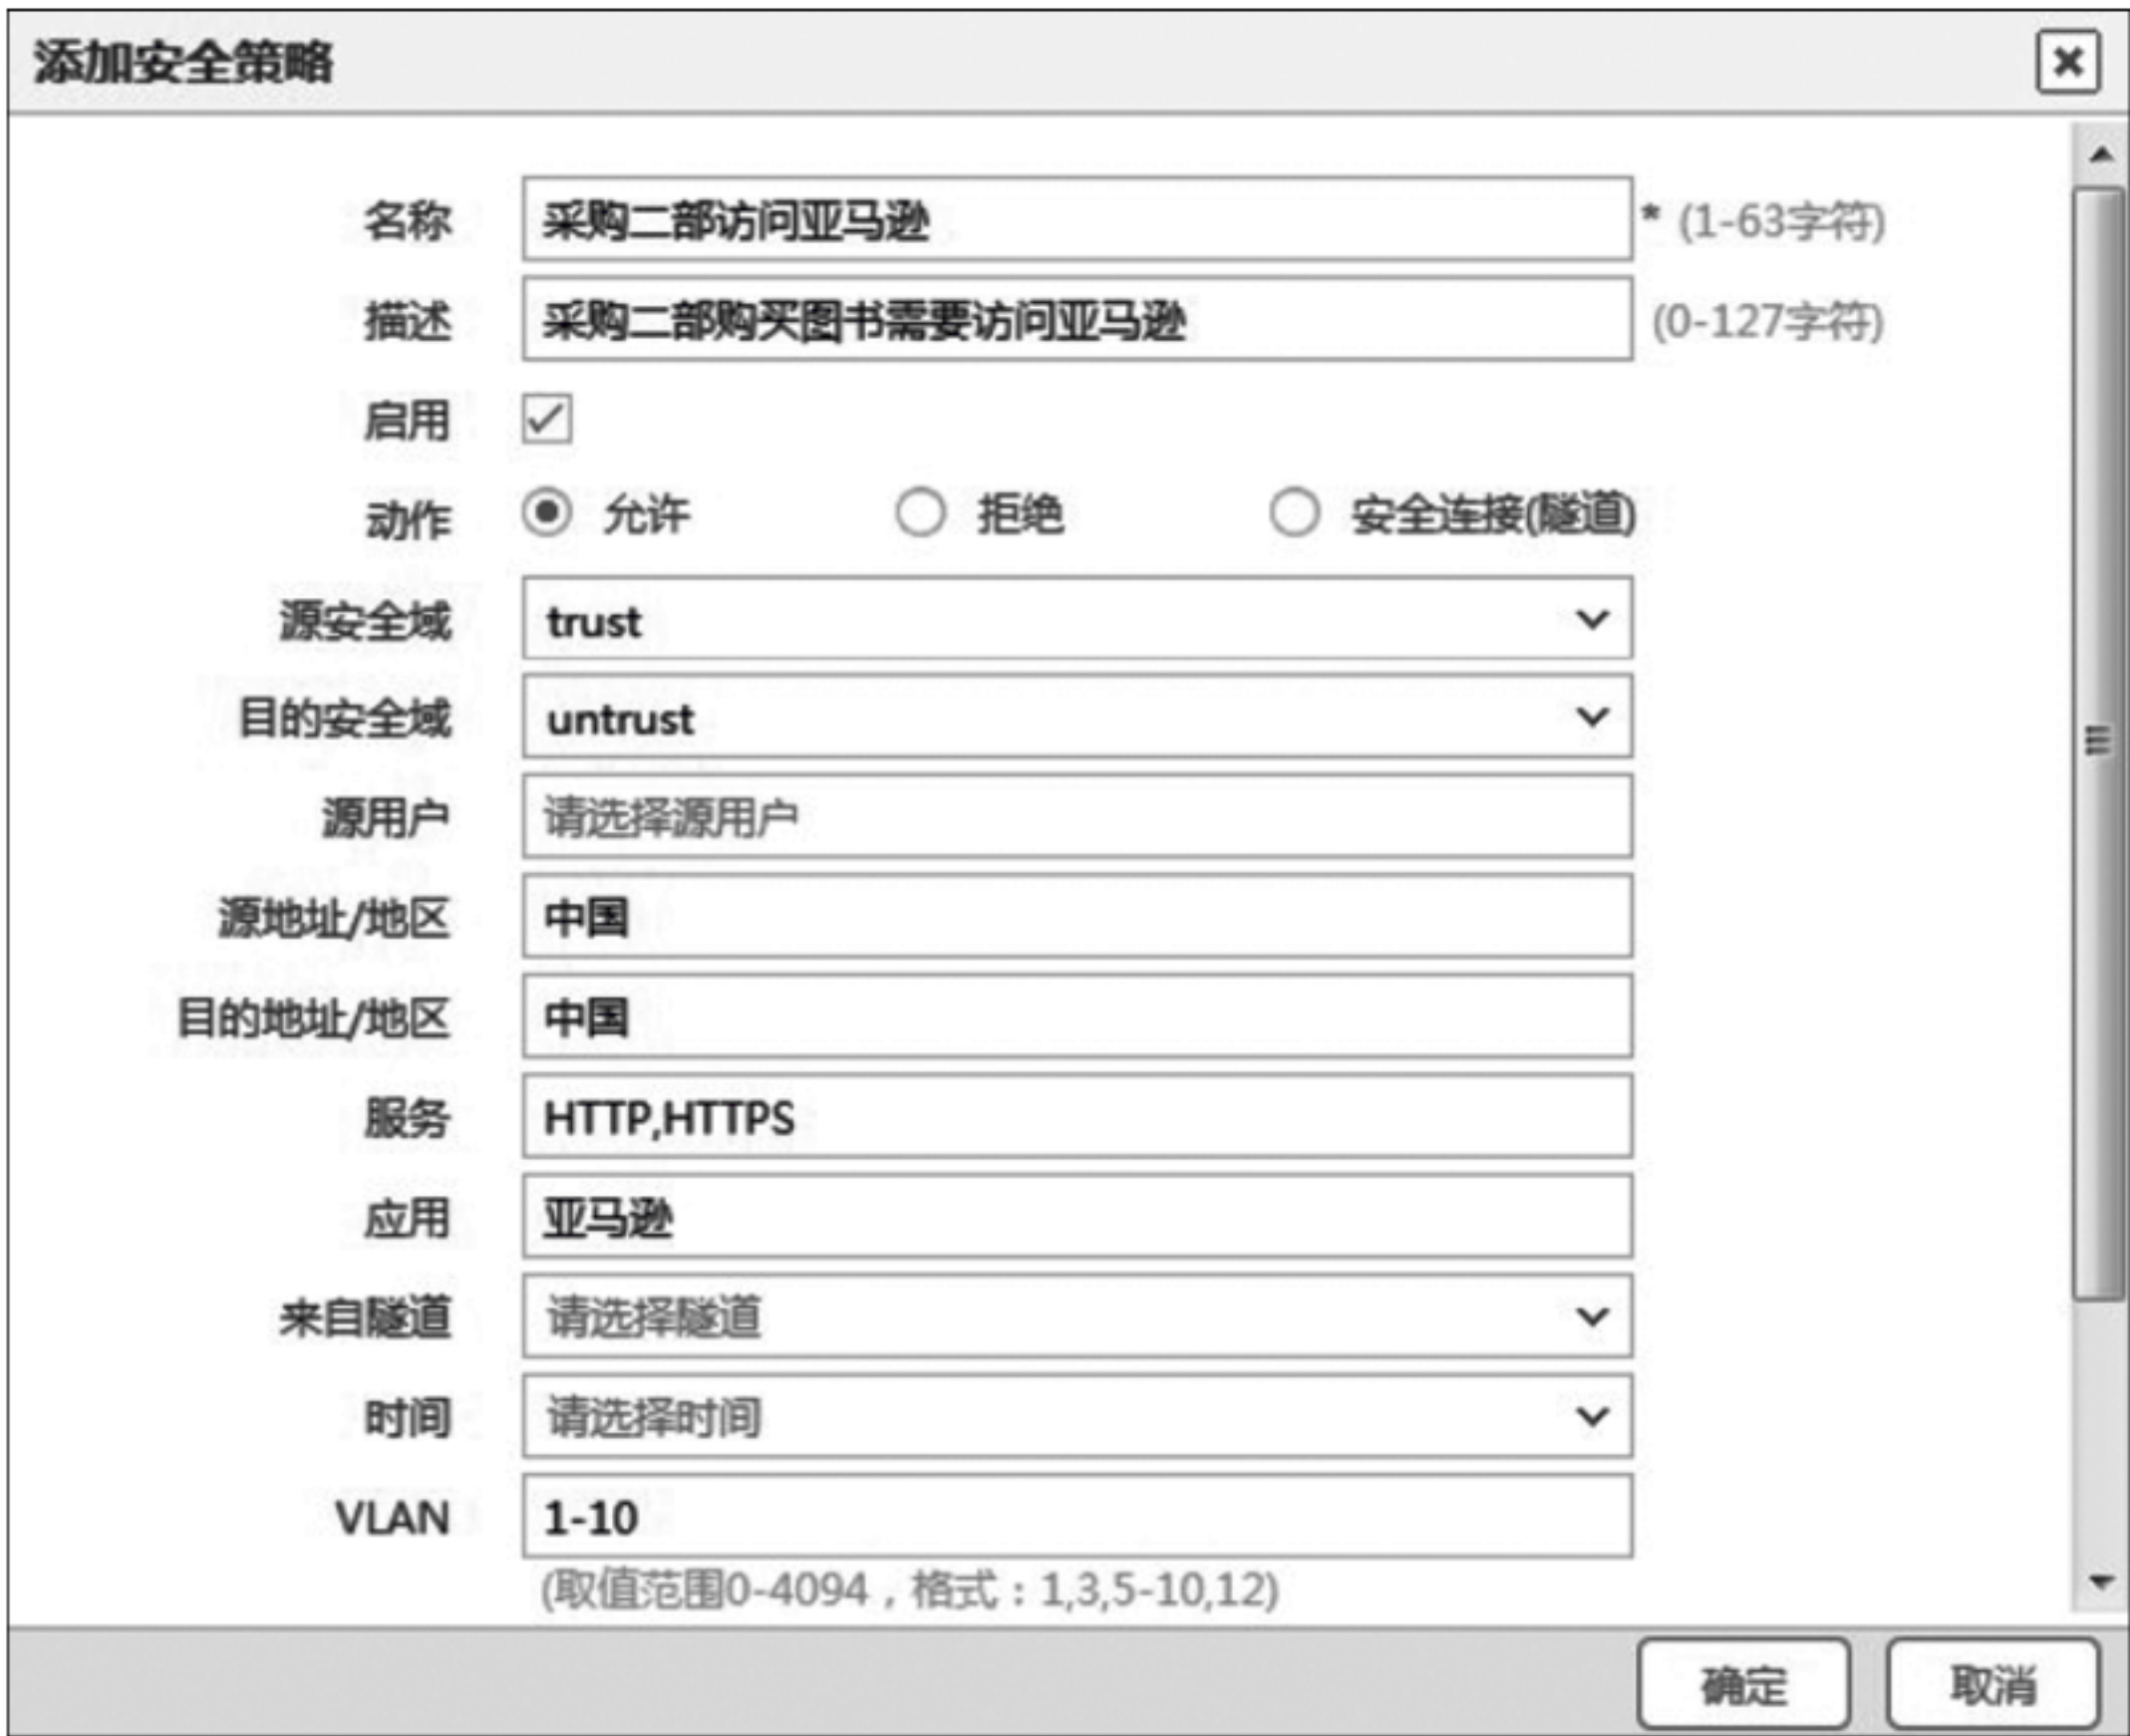 添加安全策略
名称 采购二部访问亚马逊 * (1-63字符)
描述 采购二部购买图书需要访问亚马逊 (0-127字符)
启用
动作 允许 拒绝 安全连接(隧道)
源安全域 trust
目的安全域 untrust
源用户 请选择源用户
源地址/地区 中国
目的地址/地区 中国
服务 HTTP,HTTPS
应用 亚马逊
来自隧道 请选择隧道
时间 请选择时间
VLAN 1-10
(取值范围0-4094，格式：1,3,5-10,12)
确定 取消